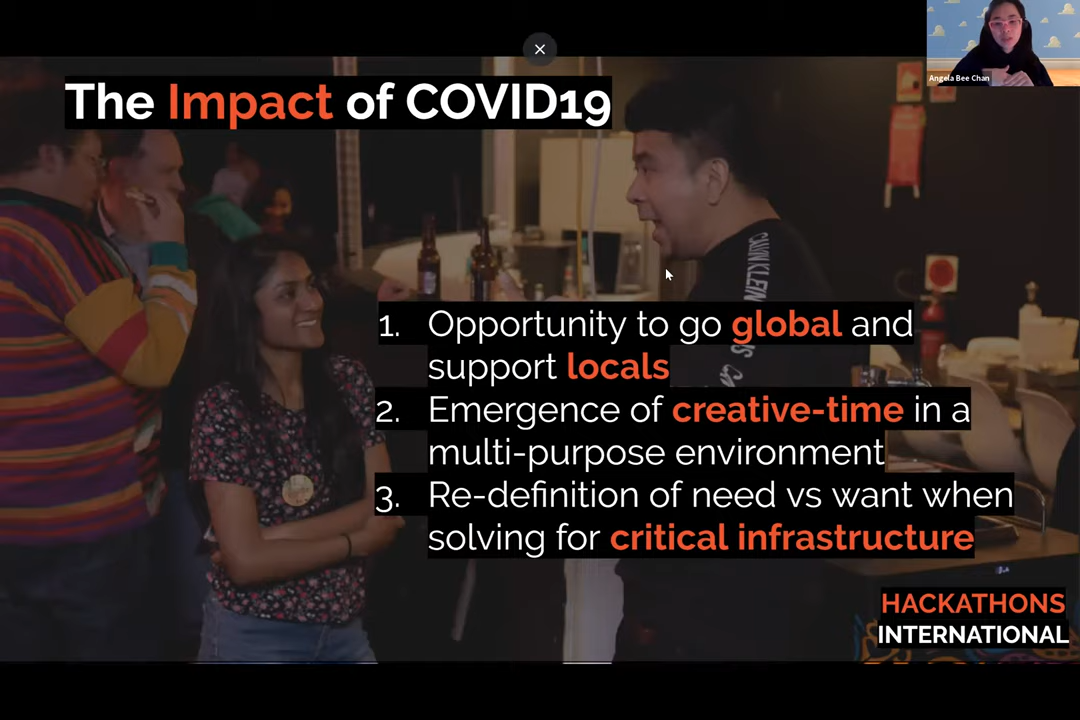 Angela Bee Chan
The Impact of COVID19
CALVIN KLEIN
1. Opportunity to go global and
support locals
2. Emergence of creative-time in a
multi-purpose environment
3. Re-definition of need vs want when
solving for critical infrastructure
HACKATHONS
INTERNATIONAL